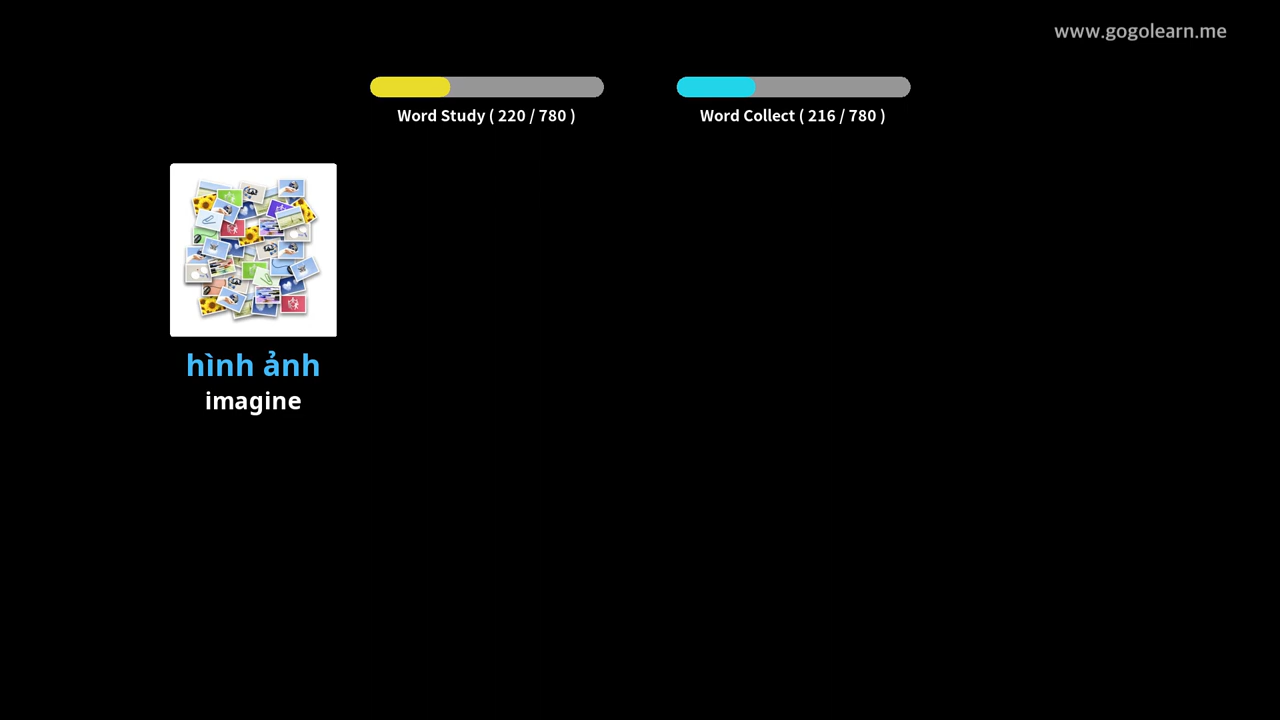 www.gogolearn.me
Word Study ( 220 / 780 )
Word Collect ( 216 / 780 )
hình ảnh
imagine